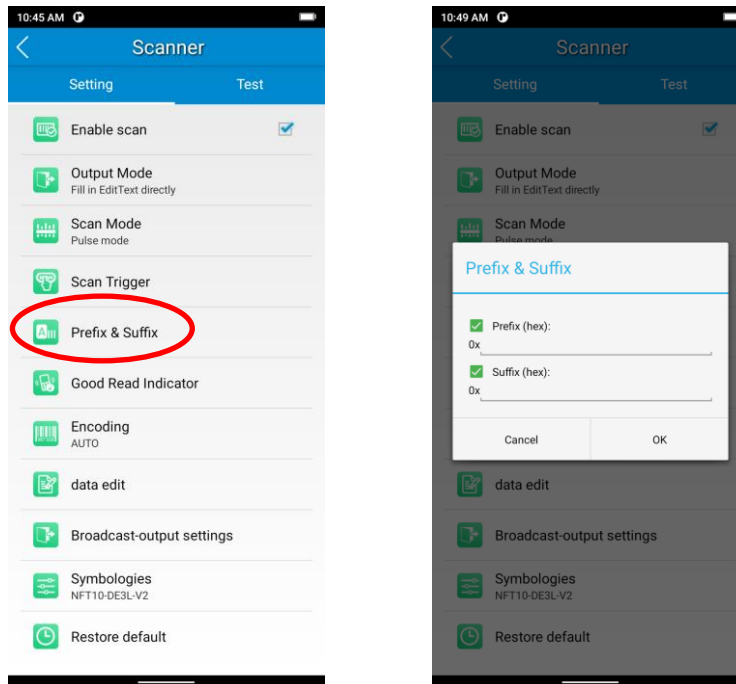 10:45 AM
Scanner
Setting Test
Enable scan
Output Mode
Fill in EditText directly
Scan Mode
Pulse mode
Scan Trigger
Prefix & Suffix
Good Read Indicator
Encoding
AUTO
data edit
Broadcast-output settings
Symbologies
NFT10-DE3L-V2
Restore default
10:49 AM
Scanner
Setting Test
Enable scan
Output Mode
Fill in EditText directly
Scan Mode
Pulse mode
Prefix & Suffix
Prefix (hex):
0x
Suffix (hex):
0x
Cancel OK
data edit
Broadcast-output settings
Symbologies
NFT10-DE3L-V2
Restore default